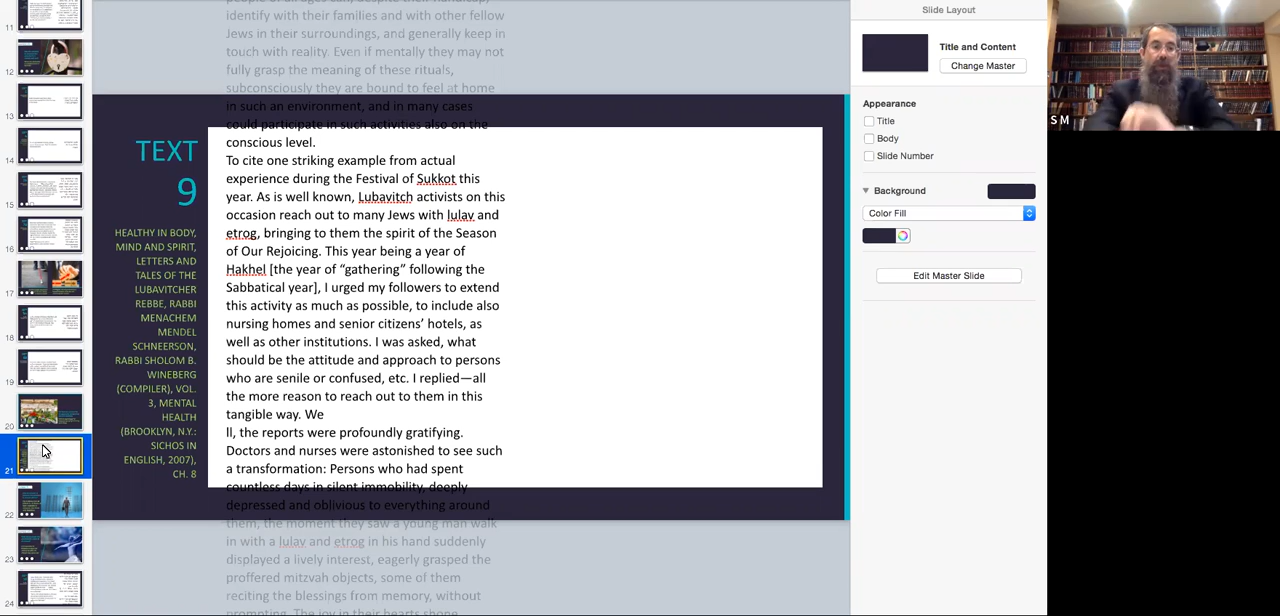 people of all ages
identify with their families and with other fellow
Jews in their surroundings, and generally keep in
touch with reality. Even if mentally they may not
fully grasp the meaning of these rituals,
subconsciously they are bound to feel at home
in such an environment, and in many cases
could participate in such activities also on the
conscious level.
To cite one striking example from actual
experience during the Festival of Sukkot this
year. As is well known, Lubavitch activists on this
occasion reach out to many Jews with lulav and
etrog, bringing to them the spirit of the Season
of Our Rejoicing. This year being a year of
Hakhel [the year of “gathering” following the
Sabbatical year], I urged my followers to extend
this activity as much as possible, to include also
nursing homes and senior citizens’ hotels, as
well as other institutions. I was asked, what
should be the attitude and approach to persons
who are senile or confused, etc. I replied—all
the more reason to reach out to them in this
tangible way. We
ll, the reports were profoundly gratifying.
Doctors and nurses were astonished to see such
a transformation: Persons who had spent
countless days in silent immobility, deeply
depressed and oblivious to everything around
them, the moment they saw a young man walk
in with a lulav and etrog in his hand suddenly
displayed a lively interest, eagerly grasped the
proffered mitzvah objects, some of them
reciting the blessings from memory, without
prompting. The joy in their hearts shone
TEXT
9
HEALTHY IN BODY,
MIND AND SPIRIT,
LETTERS AND
TALES OF THE
LUBAVITCHER
REBBE, RABBI
MENACHEM
MENDEL
SCHNEERSON,
RABBI SHOLOM B.
WINEBERG
(COMPILER), VOL.
3, MENTAL
HEALTH
(BROOKLYN, N.Y.:
SICHOS IN
ENGLISH, 2007),
CH. 8
11
12
13
14
15
16
17
18
19
20
21
22
23
24
Slide Layout
Title and Content
Change Master
Appearance
Title
Body
Slide Number
Background
Color Fill
Edit Master Slide
S M